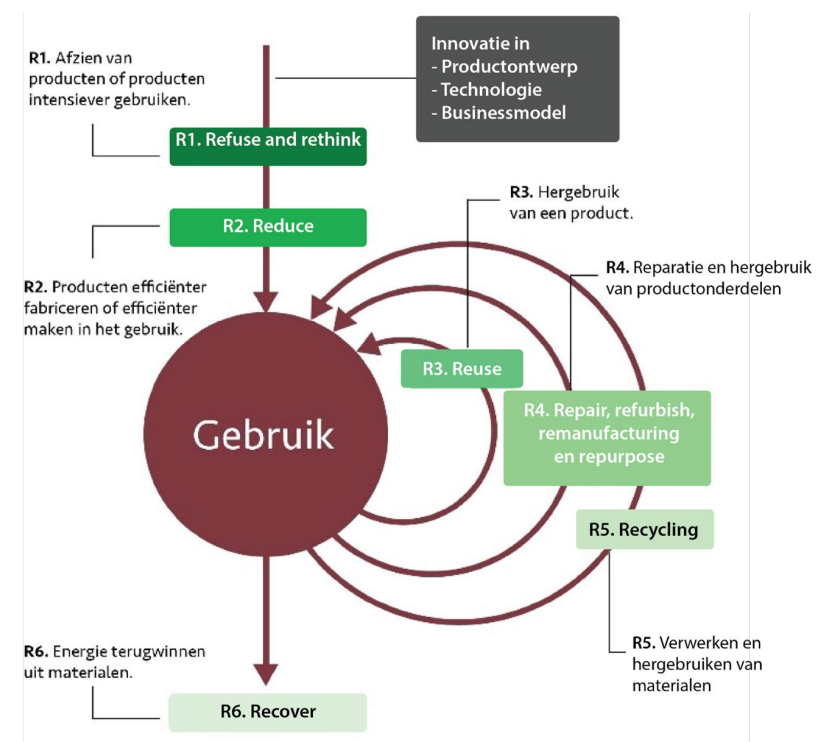 Innovatie in
- Productontwerp
- Technologie
- Businessmodel
R1. Afzien van
producten of producten
intensiever gebruiken.
R1. Refuse and rethink
R2. Reduce
R2. Producten efficiënter
fabriceren of efficiënter
maken in het gebruik.
R3. Hergebruik
van een product.
R4. Reparatie en hergebruik
van productonderdelen
R3. Reuse
R4. Repair, refurbish,
remanufacturing
en repurpose
Gebruik
R5. Recycling
R5. Verwerken en
hergebruiken van
materialen
R6. Energie terugwinnen
uit materialen.
R6. Recover